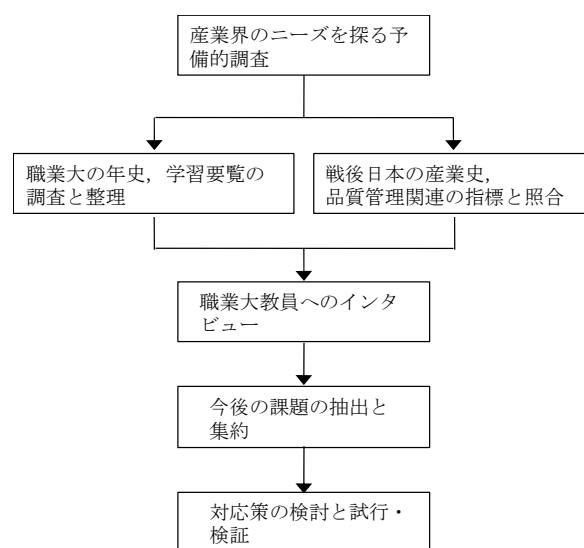 産業界のニーズを探る予
備的調査
職業大の年史，学習要覧の
調査と整理
戦後日本の産業史，
品質管理関連の指標と照合
職業大教員へのインタ
ビュー
今後の課題の抽出と
集約
対応策の検討と試行・
検証